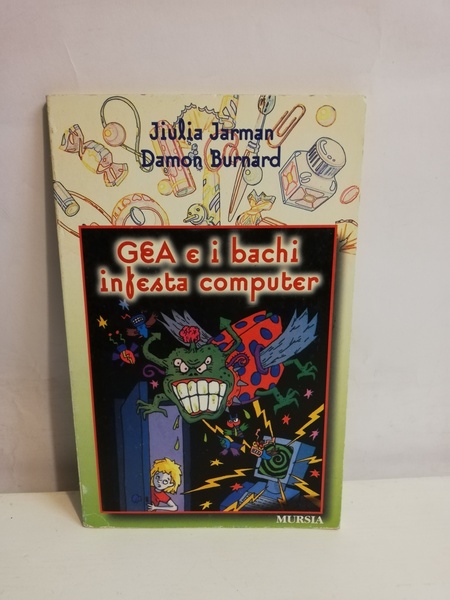 Jiulia Jarman
Damon Burnard
GEA e i bachi
infesta computer
MURSIA